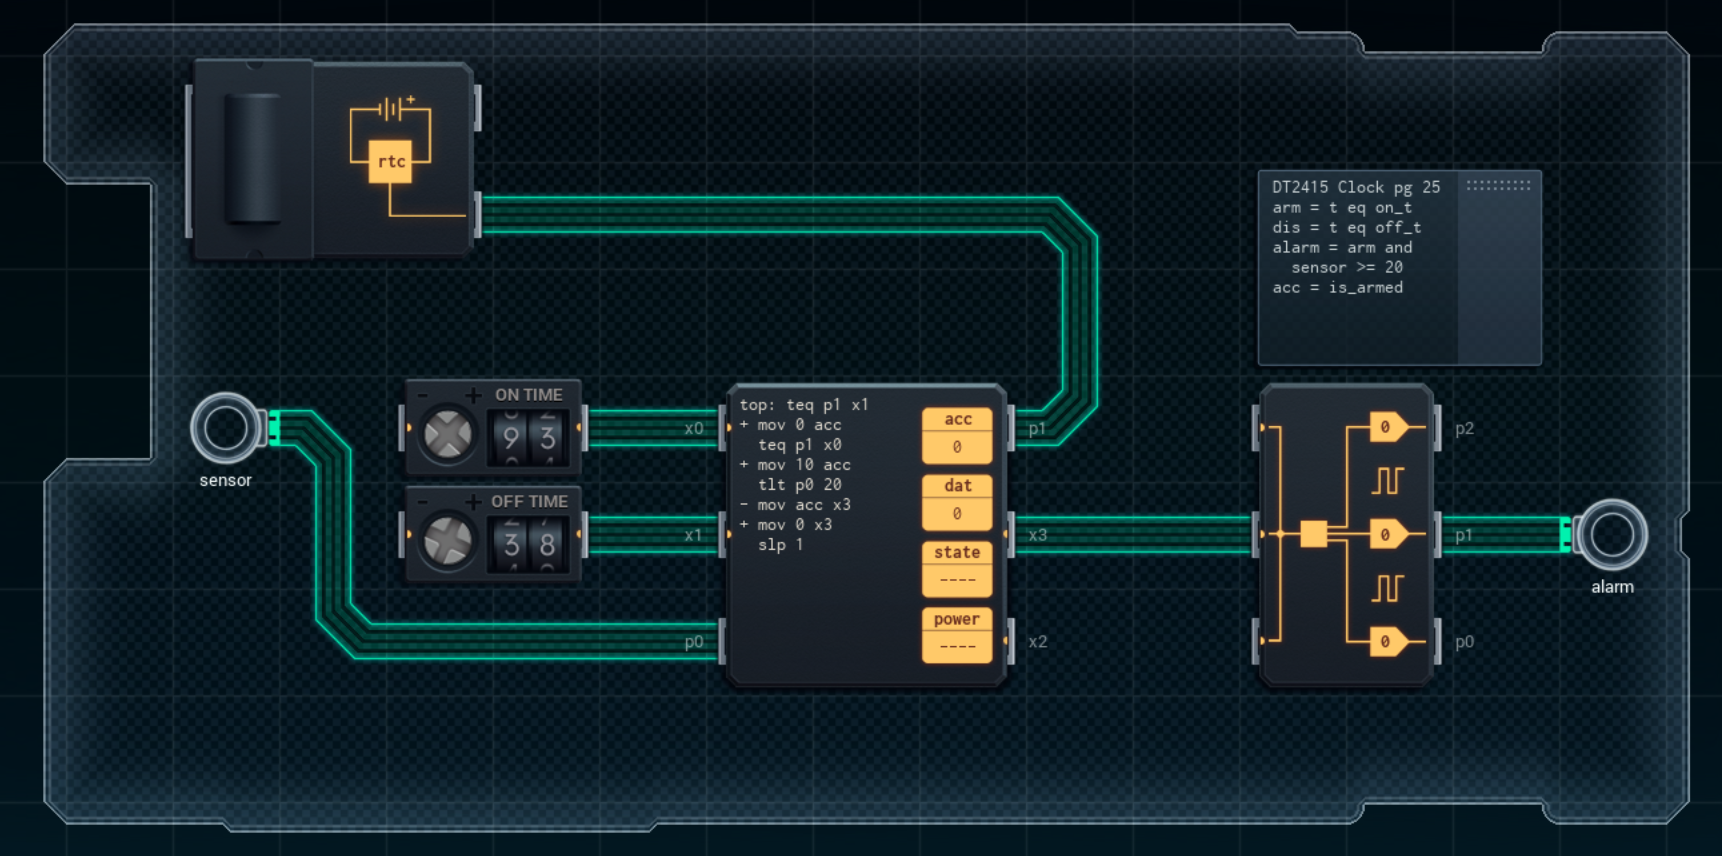 rtc
DT2415 Clock pg 25
arm = t eq on_t
dis = t eq off_t
alarm = arm and
sensor >= 20
acc = is_armed
sensor
- + ON TIME
9 3
- + OFF TIME
3 8
x0
x1
p0
top: teq p1 x1
+ mov 0 acc
teq p1 x0
+ mov 10 acc
tlt p0 20
- mov acc x3
+ mov 0 x3
slp 1
acc
0
dat
0
state
----
power
----
p1
x3
x2
0
0
0
p2
p1
p0
alarm